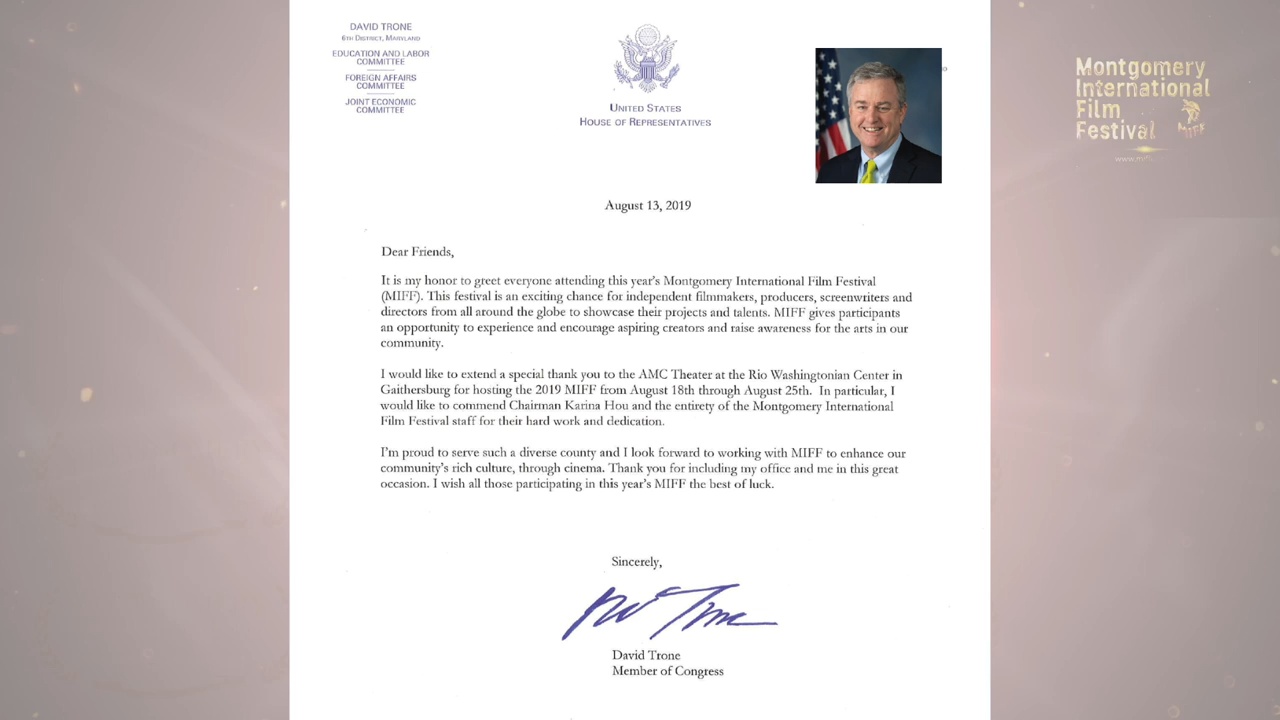 DAVID TRONE
6TH DISTRICT, MARYLAND
EDUCATION AND LABOR
COMMITTEE
FOREIGN AFFAIRS
COMMITTEE
JOINT ECONOMIC
COMMITTEE
UNITED STATES
HOUSE OF REPRESENTATIVES
Montgomery
International
Film
Festival
MIFF
August 13, 2019
Dear Friends,
It is my honor to greet everyone attending this year's Montgomery International Film Festival
(MIFF). This festival is an exciting chance for independent filmmakers, producers, screenwriters and
directors from all around the globe to showcase their projects and talents. MIFF gives participants
an opportunity to experience and encourage aspiring creators and raise awareness for the arts in our
community.
I would like to extend a special thank you to the AMC Theater at the Rio Washingtonian Center in
Gaithersburg for hosting the 2019 MIFF from August 18th through August 25th. In particular, I
would like to commend Chairman Karina Hou and the entirety of the Montgomery International
Film Festival staff for their hard work and dedication.
I'm proud to serve such a diverse county and I look forward to working with MIFF to enhance our
community's rich culture, through cinema. Thank you for including my office and me in this great
occasion. I wish all those participating in this year's MIFF the best of luck.
Sincerely,
David Trone
Member of Congress